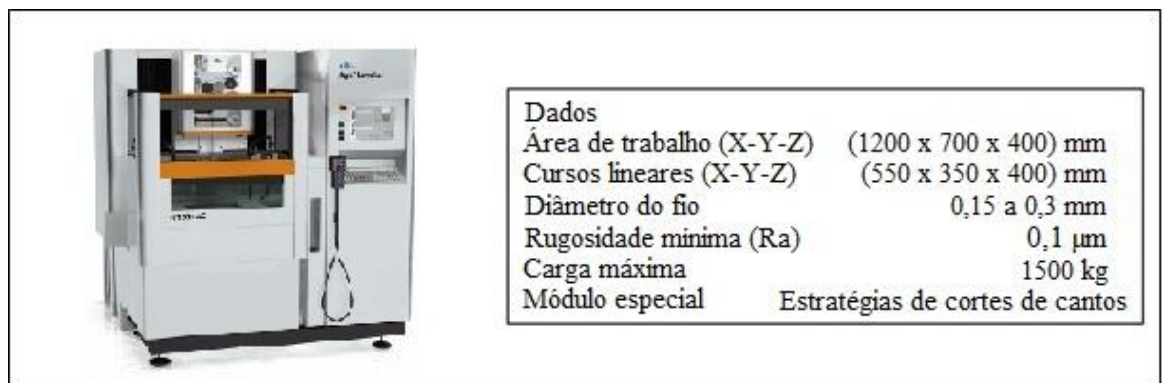 Dados
Área de trabalho (X-Y-Z) (1200 x 700 x 400) mm
Cursos lineares (X-Y-Z) (550 x 350 x 400) mm
Diâmetro do fio 0,15 a 0,3 mm
Rugosidade mínima (Ra) 0,1 μm
Carga máxima 1500 kg
Módulo especial Estratégias de cortes de cantos